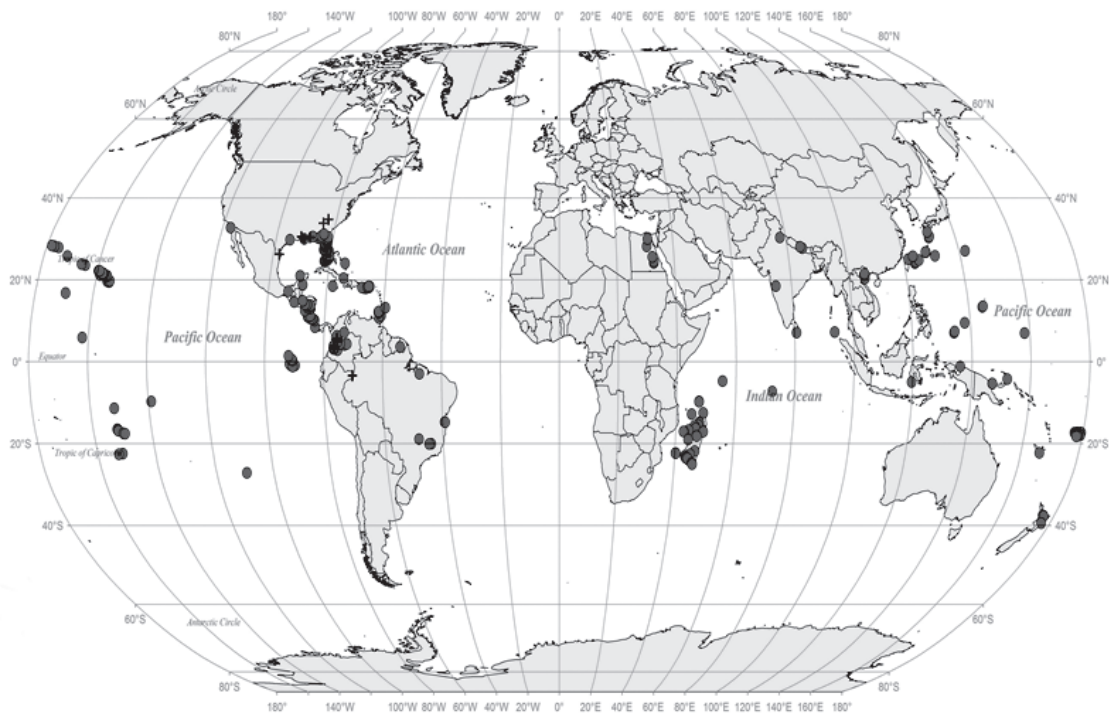 180° 140°W 100°W 80°W 60°W 40°W 20°W 0° 20°E 40°E 60°E 80°E 100°E 120°E 140°E 160°E 180°
80°N 80°N
Arctic Circle
60°N 60°N
40°N 40°N
Atlantic Ocean
Tropic of Cancer
20°N 20°N
Pacific Ocean Pacific Ocean
Equator 0° 0°
Indian Ocean
20°S 20°S
Tropic of Capricorn
40°S 40°S
60°S Antarctic Circle 60°S
80°S 80°S
180° 140°W 100°W 80°W 60°W 40°W 20°W 0° 20°E 40°E 60°E 80°E 100°E 120°E 140°E 160°E 180°